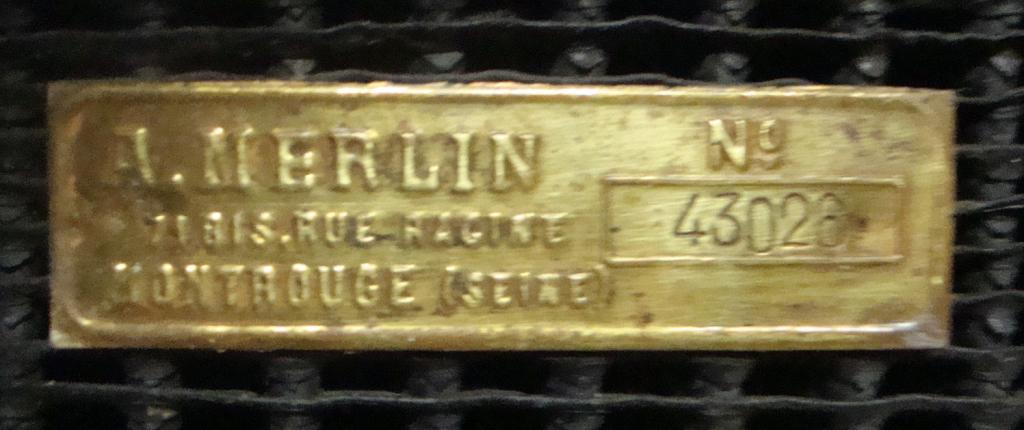 A. MERLIN
71 BIS. RUE RACINE
MONTROUGE (SEINE)
Nº